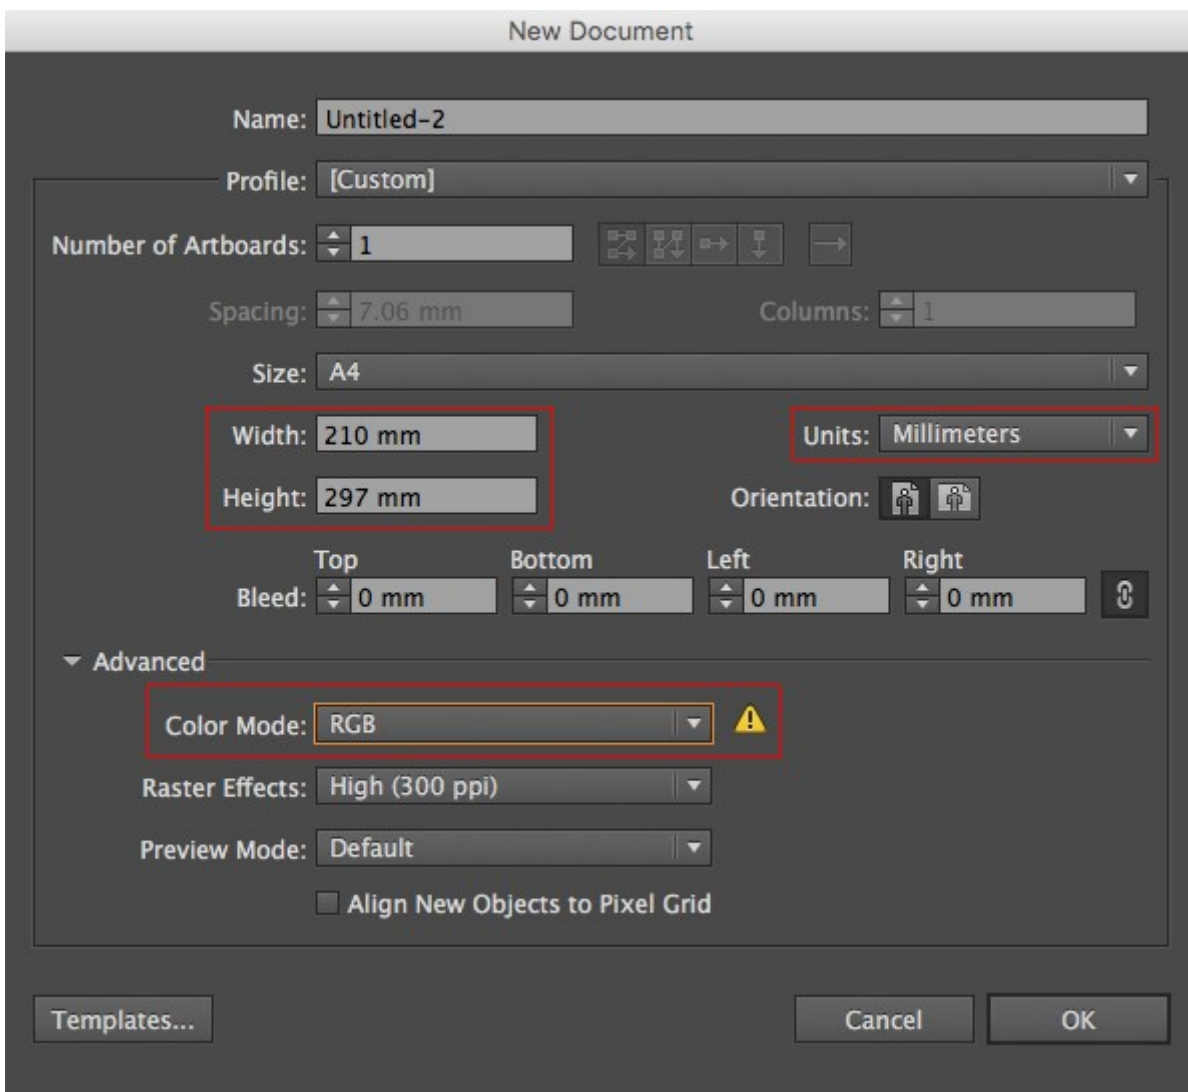 New Document
Name: Untitled-2
Profile: [Custom]
Number of Artboards: 1
Spacing: 7.06 mm Columns: 1
Size: A4
Width: 210 mm Units: Millimeters
Height: 297 mm Orientation:
Top Bottom Left Right
Bleed: 0 mm 0 mm 0 mm 0 mm
Advanced
Color Mode: RGB
Raster Effects: High (300 ppi)
Preview Mode: Default
Align New Objects to Pixel Grid
Templates... Cancel OK